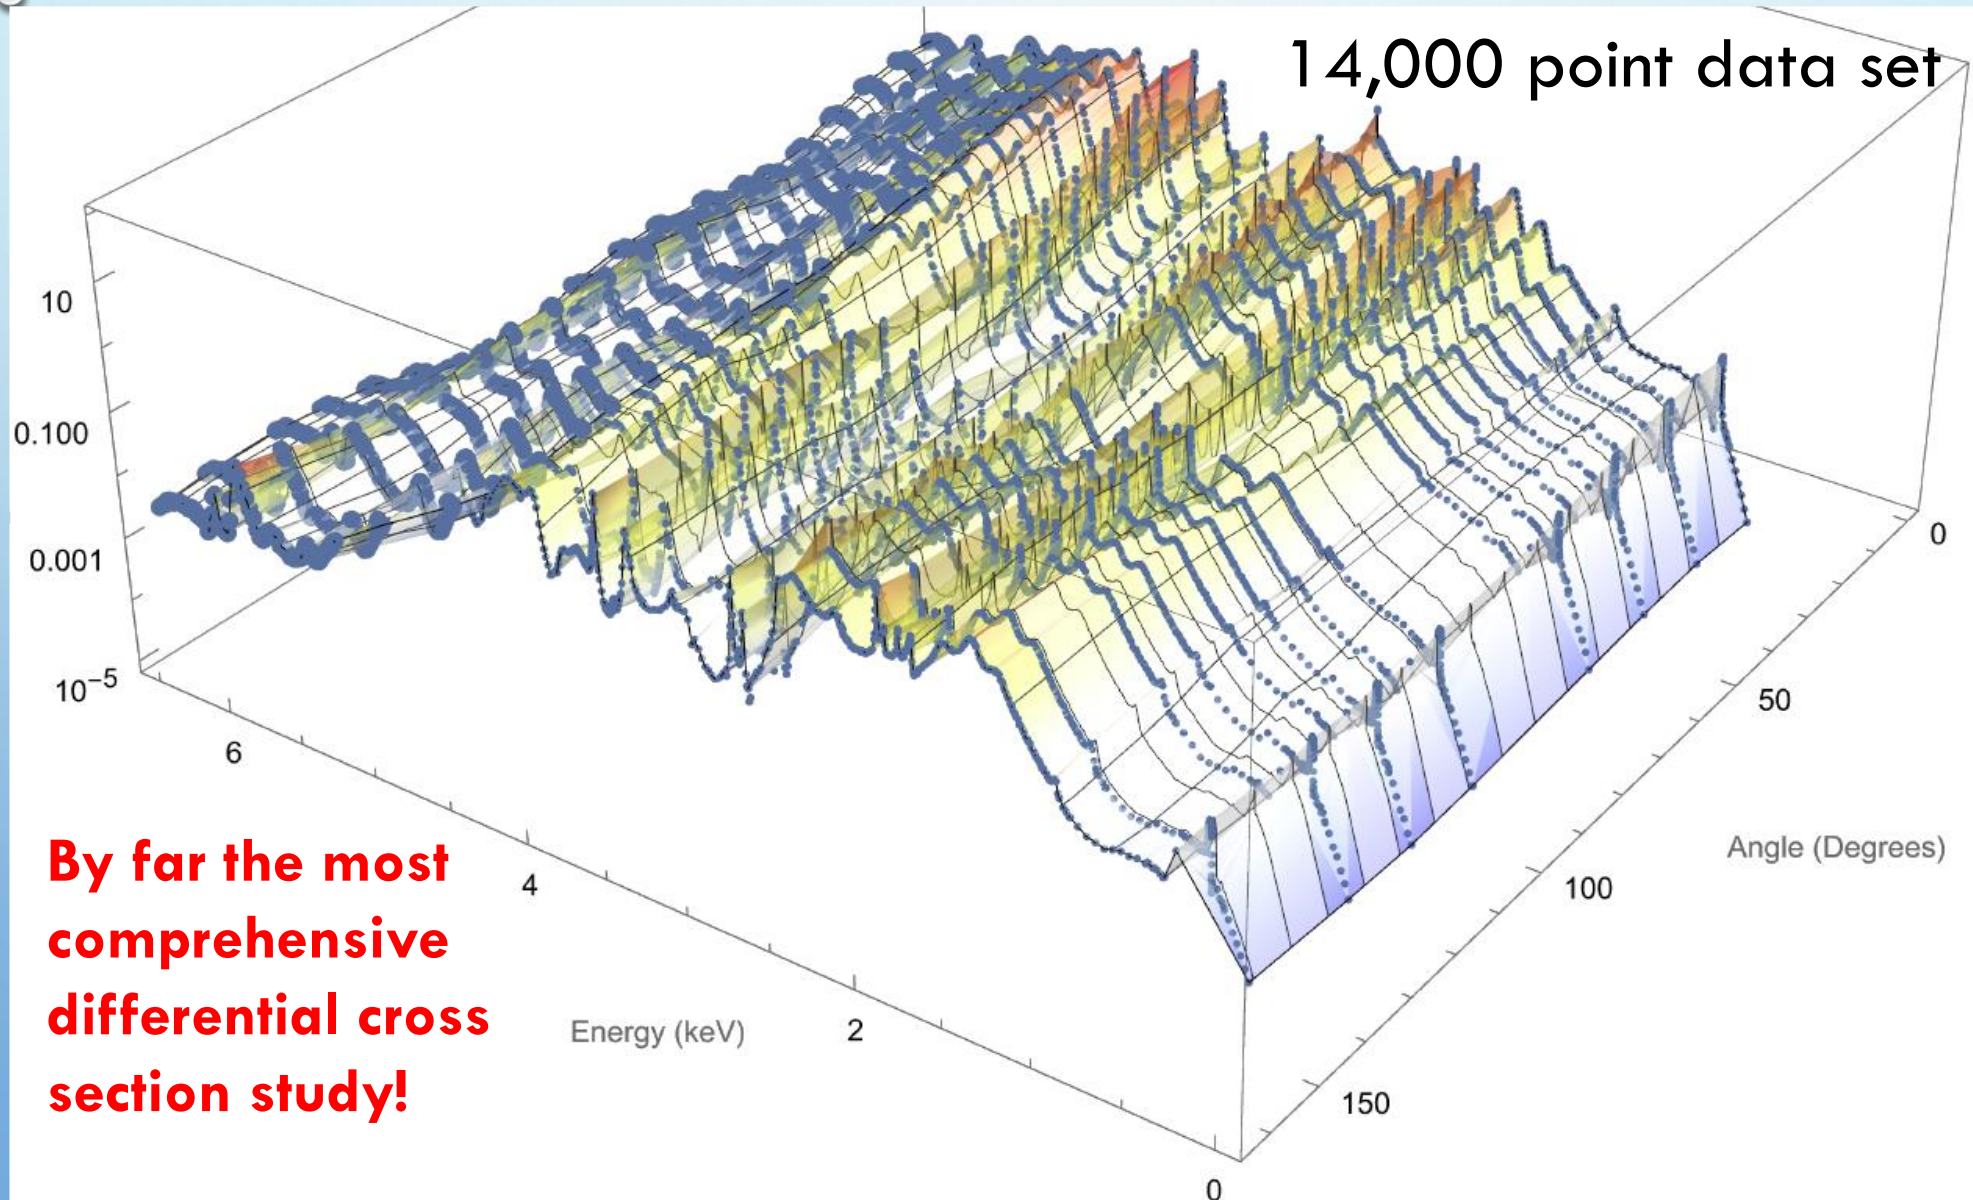 14,000 point data set
10
0.100
0.001
10⁻⁵
6
4
2
0
Energy (keV)
0
50
100
150
Angle (Degrees)
By far the most
comprehensive
differential cross
section study!